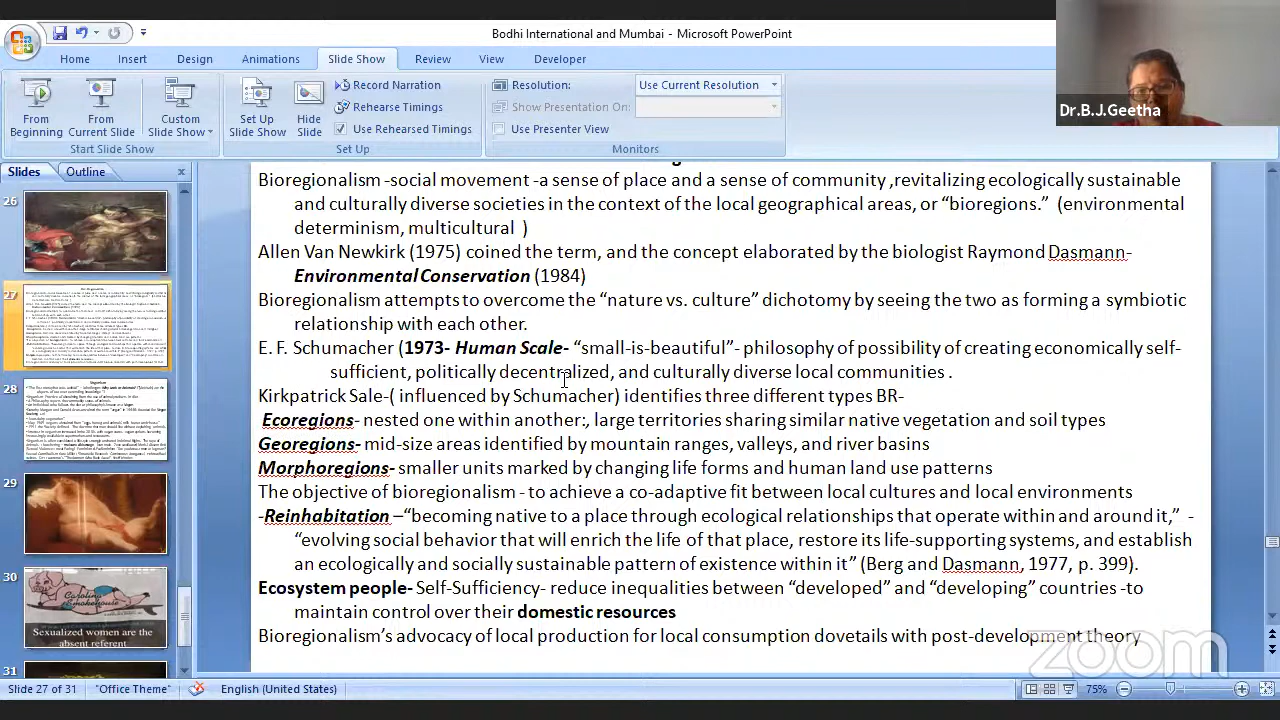 Bodhi International and Mumbai - Microsoft PowerPoint
Home Insert Design Animations Slide Show Review View Developer
From Beginning
From Current Slide
Custom Slide Show
Start Slide Show
Set Up Slide Show
Hide Slide
Record Narration
Rehearse Timings
Use Rehearsed Timings
Set Up
Resolution: Use Current Resolution
Show Presentation On:
Use Presenter View
Monitors
Dr.B.J.Geetha
Slides Outline
26
27
28
29
30
Carolina Smokehouse
Sexualized women are the
absent referent
31
Bioregionalism -social movement -a sense of place and a sense of community ,revitalizing ecologically sustainable
and culturally diverse societies in the context of the local geographical areas, or “bioregions.” (environmental
determinism, multicultural )
Allen Van Newkirk (1975) coined the term, and the concept elaborated by the biologist Raymond Dasmann-
Environmental Conservation (1984)
Bioregionalism attempts to overcome the “nature vs. culture” dichotomy by seeing the two as forming a symbiotic
relationship with each other.
E.F. Schumacher (1973- Human Scale- “small-is-beautiful” -philosophy of possibility of creating economically self-
sufficient, politically decentralized, and culturally diverse local communities .
Kirkpatrick Sale-( influenced by Schumacher) identifies three different types BR-
Ecoregions- nested one within another; large territories sharing similar native vegetation and soil types
Georegions- mid-size areas identified by mountain ranges, valleys, and river basins
Morphoregions- smaller units marked by changing life forms and human land use patterns
The objective of bioregionalism - to achieve a co-adaptive fit between local cultures and local environments
-Reinhabitation –“becoming native to a place through ecological relationships that operate within and around it,” -
“evolving social behavior that will enrich the life of that place, restore its life-supporting systems, and establish
an ecologically and socially sustainable pattern of existence within it” (Berg and Dasmann, 1977, p. 399).
Ecosystem people- Self-Sufficiency- reduce inequalities between “developed” and “developing” countries -to
maintain control over their domestic resources
Bioregionalism’s advocacy of local production for local consumption dovetails with post-development theory
zoom
Slide 27 of 31 "Office Theme" English (United States) 75%